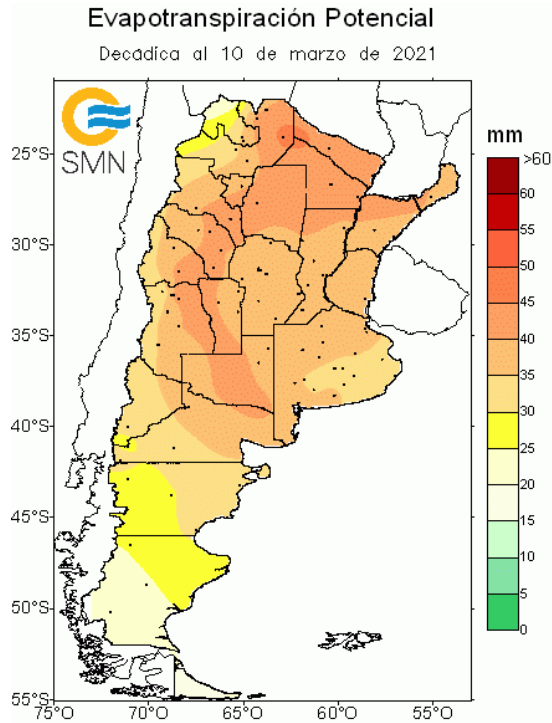 Evapotranspiración Potencial
Decádica al 10 de marzo de 2021
SMN
mm
>60
60
55
50
45
40
35
30
25
20
15
10
5
0
25°S
30°S
35°S
40°S
45°S
50°S
55°S
75°O
70°O
65°O
60°O
55°O